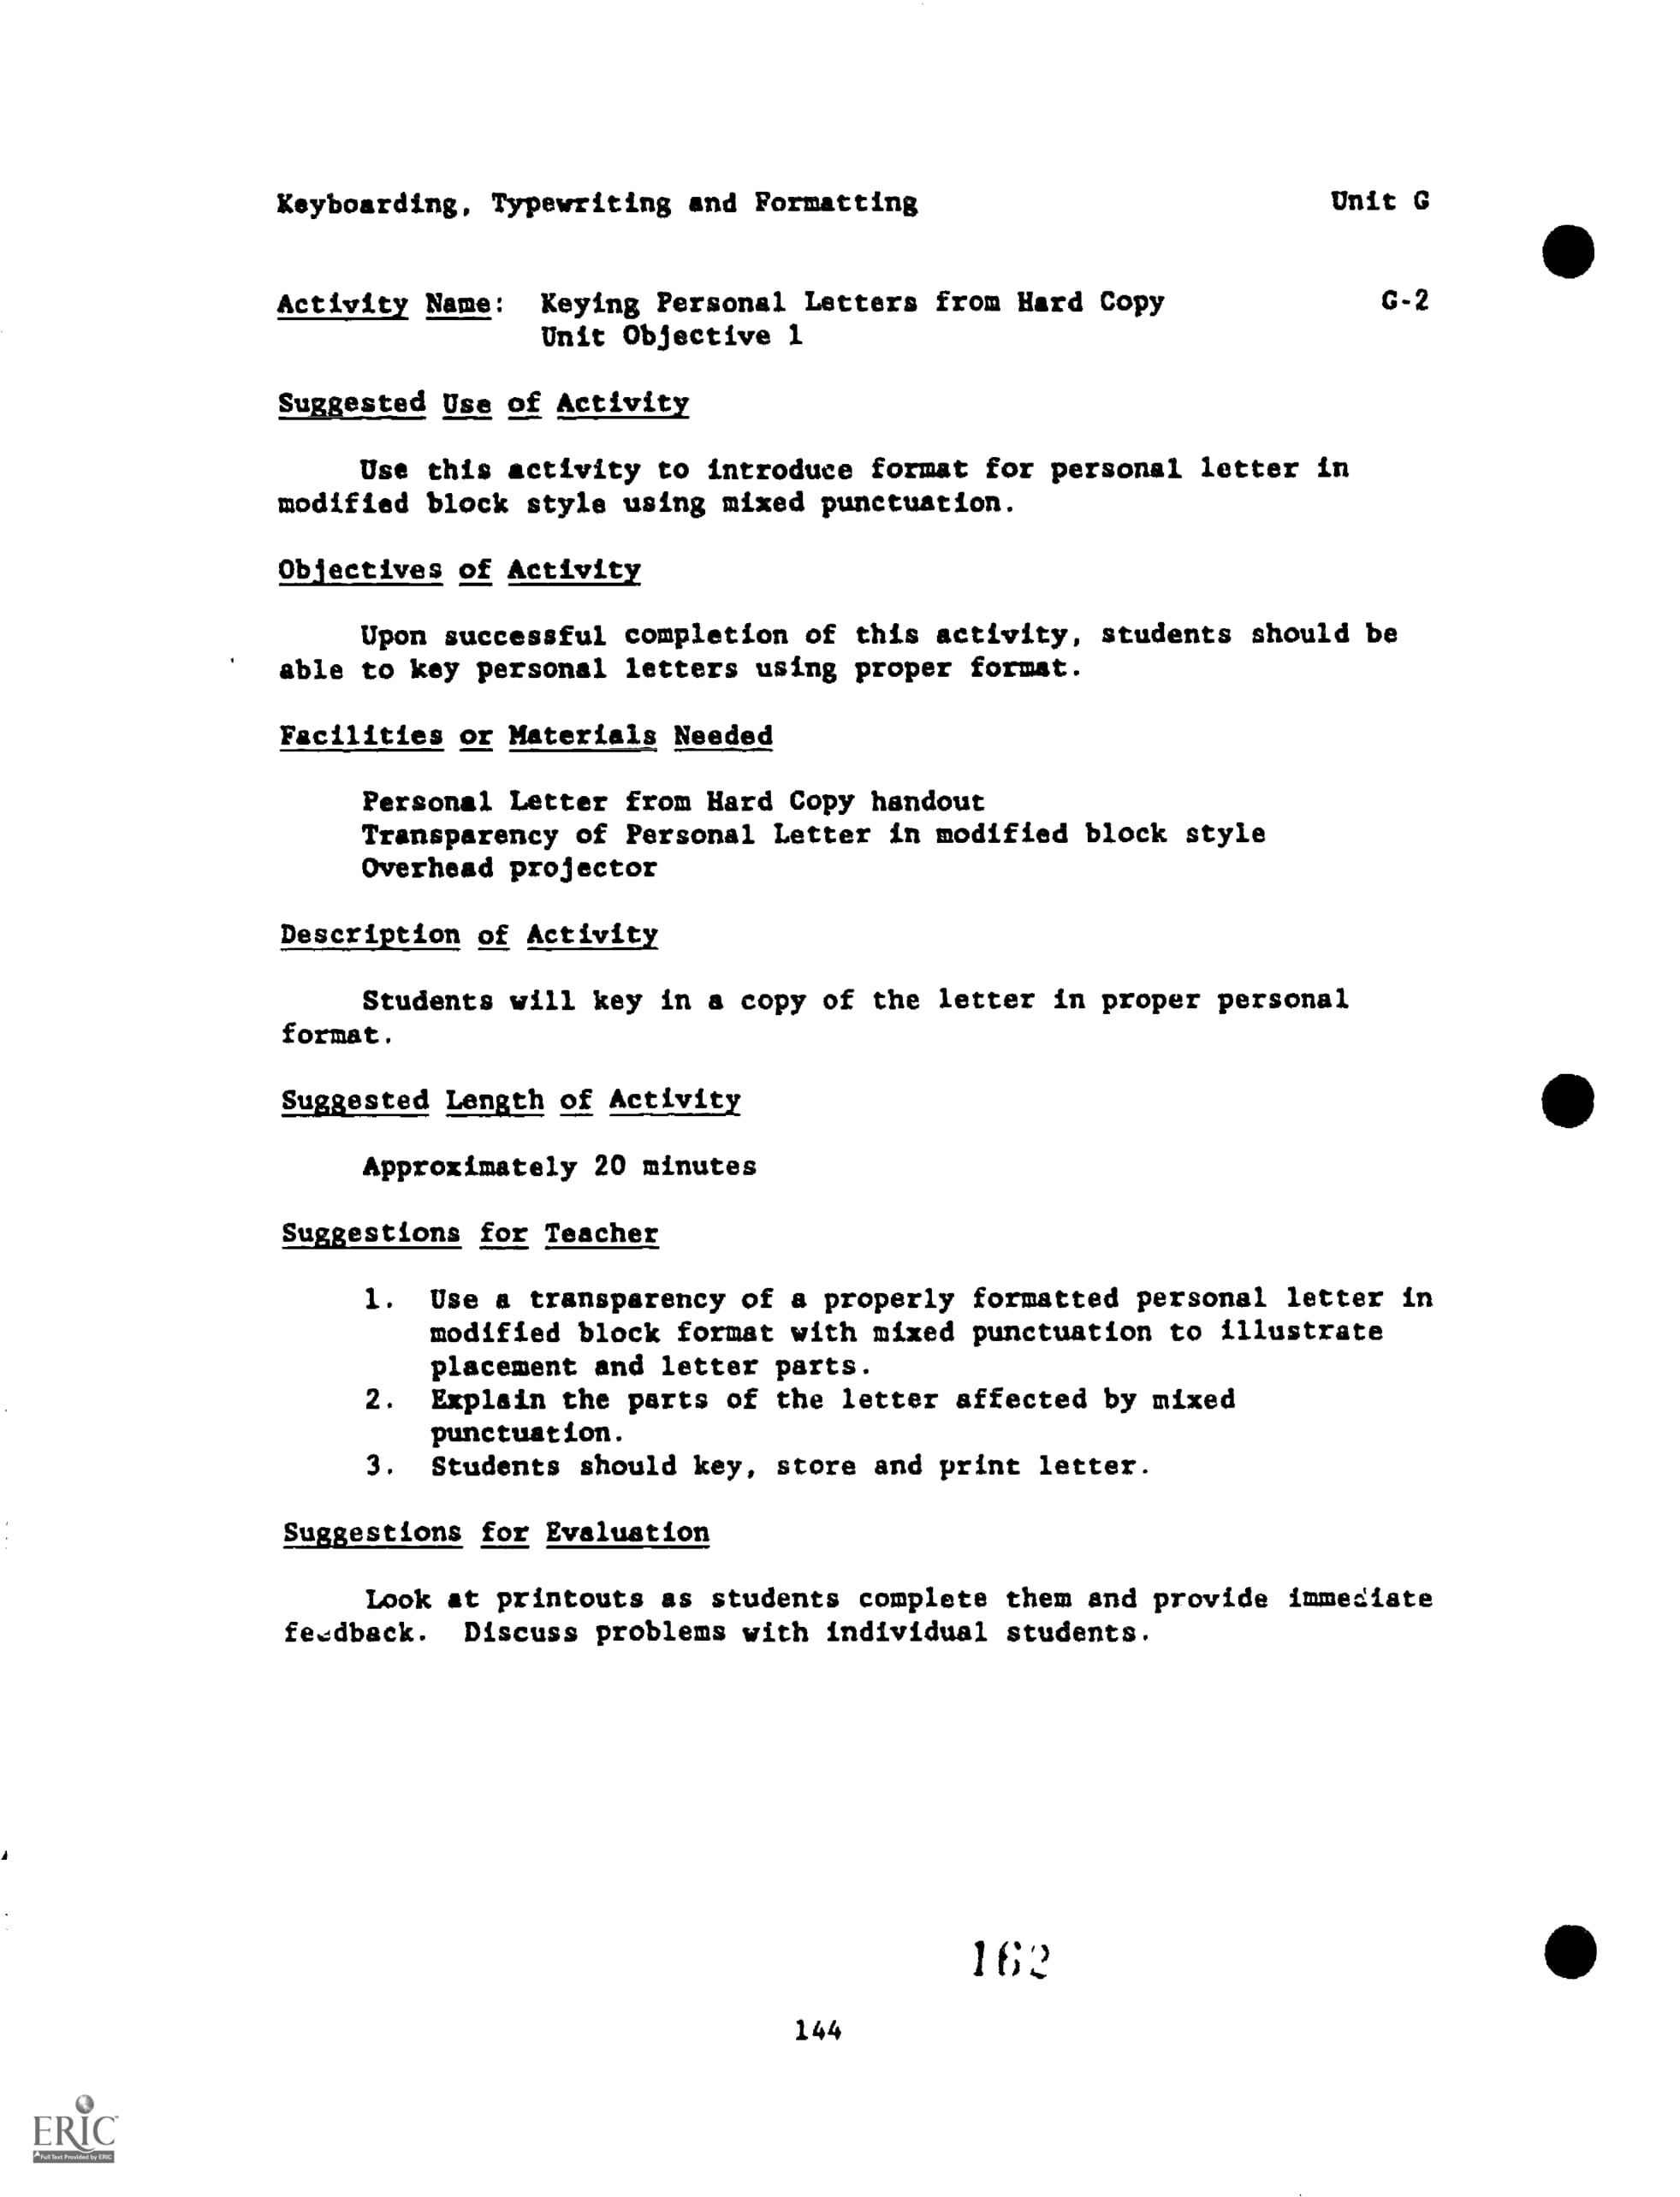 Keyboarding, Typewriting and Formatting Unit G
Activity Name: Keying Personal Letters from Hard Copy G-2
Unit Objective 1
Suggested Use of Activity
Use this activity to introduce format for personal letter in
modified block style using mixed punctuation.
Objectives of Activity
Upon successful completion of this activity, students should be
able to key personal letters using proper format.
Facilities or Materials Needed
Personal Letter from Hard Copy handout
Transparency of Personal Letter in modified block style
Overhead projector
Description of Activity
Students will key in a copy of the letter in proper personal
format.
Suggested Length of Activity
Approximately 20 minutes
Suggestions for Teacher
1. Use a transparency of a properly formatted personal letter in
modified block format with mixed punctuation to illustrate
placement and letter parts.
2. Explain the parts of the letter affected by mixed
punctuation.
3. Students should key, store and print letter.
Suggestions for Evaluation
Look at printouts as students complete them and provide immediate
feedback. Discuss problems with individual students.
162
144
ERIC
Full Text Provided by ERIC